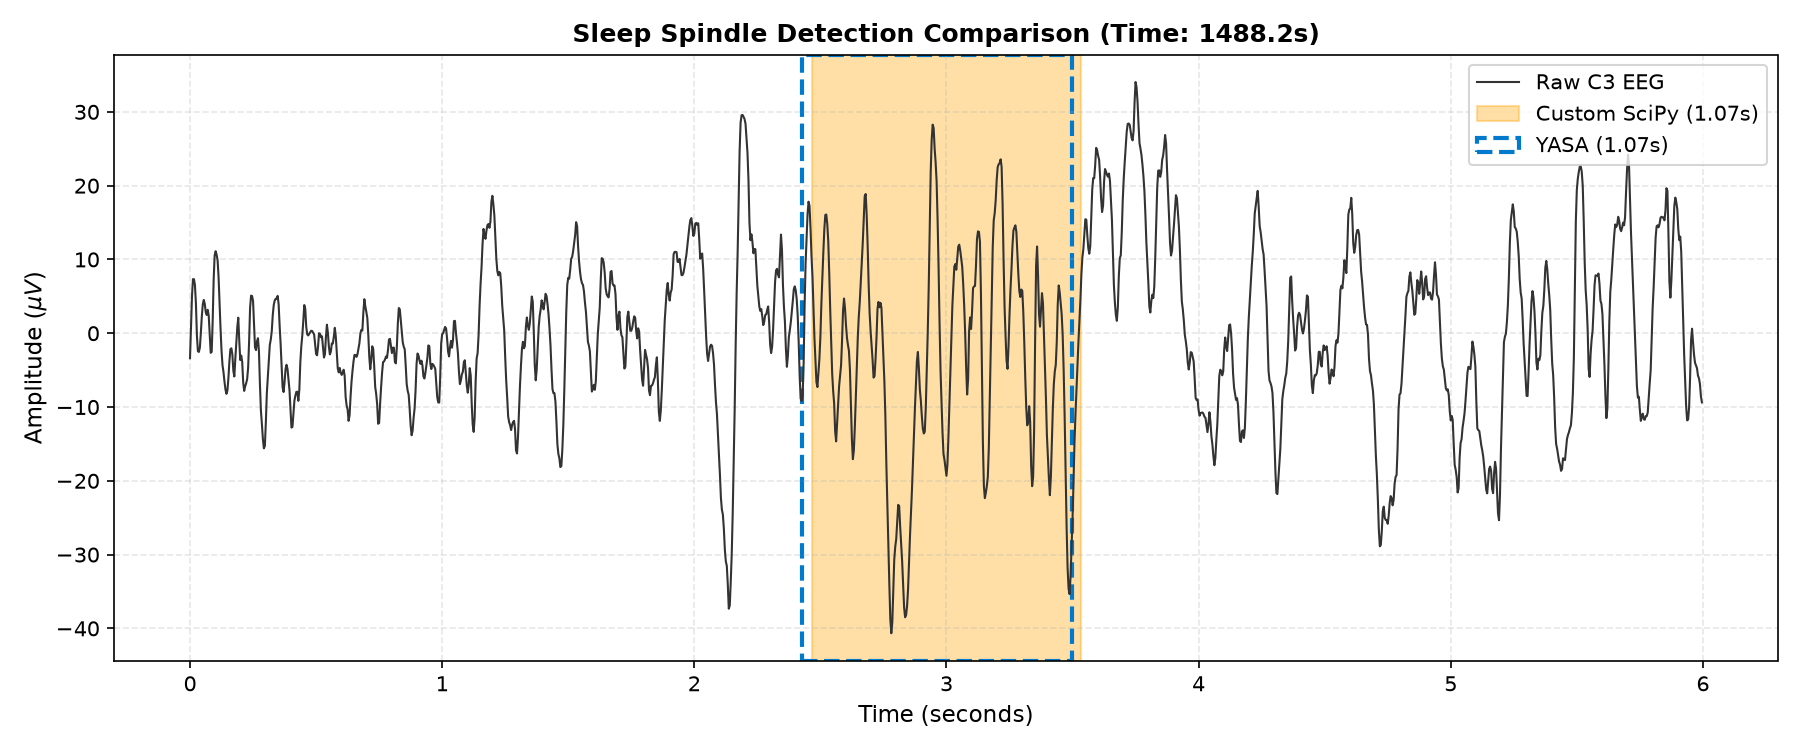 Sleep Spindle Detection Comparison (Time: 1488.2s)
Raw C3 EEG
Custom SciPy (1.07s)
YASA (1.07s)
Amplitude (μV)
30
20
10
0
−10
−20
−30
−40
0 1 2 3 4 5 6
Time (seconds)